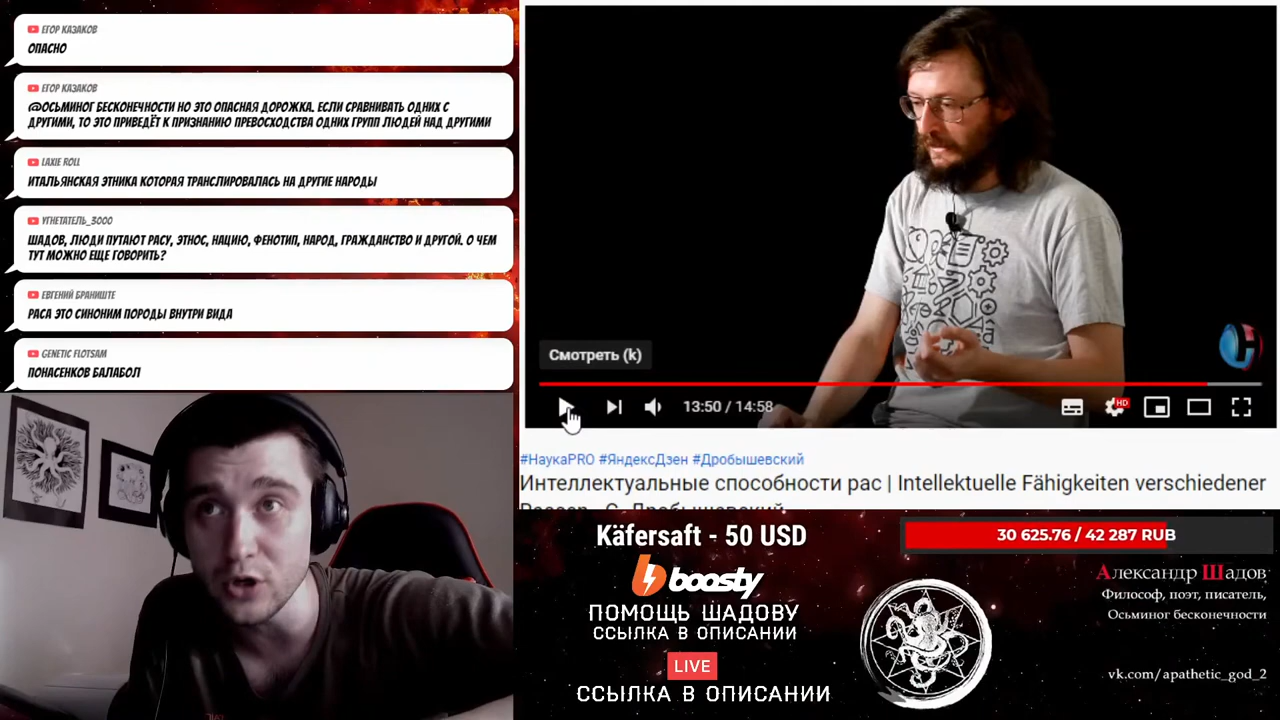 ЕГОР КАЗАКОВ
ОПАСНО
ЕГОР КАЗАКОВ
@ОСЬМИНОГ БЕСКОНЕЧНОСТИ НО ЭТО ОПАСНАЯ ДОРОЖКА. ЕСЛИ СРАВНИВАТЬ ОДНИХ С
ДРУГИМИ, ТО ЭТО ПРИВЕДЁТ К ПРИЗНАНИЮ ПРЕВОСХОДСТВА ОДНИХ ГРУПП ЛЮДЕЙ НАД ДРУГИМИ
LAXIE ROLL
ИТАЛЬЯНСКАЯ ЭТНИКА КОТОРАЯ ТРАНСЛИРОВАЛАСЬ НА ДРУГИЕ НАРОДЫ
УГНЕТАТЕЛЬ_3000
ШАДОВ, ЛЮДИ ПУТАЮТ РАСУ, ЭТНОС, НАЦИЮ, ФЕНОТИП, НАРОД, ГРАЖДАНСТВО И ДРУГОЙ. О ЧЕМ
ТУТ МОЖНО ЕЩЕ ГОВОРИТЬ?
ЕВГЕНИЙ БРАНИШТЕ
РАСА ЭТО СИНОНИМ ПОРОДЫ ВНУТРИ ВИДА
GENETIC FLOTSAM
ПОНАСЕНКОВ БАЛАБОЛ
Смотреть (k)
13:50 / 14:58
HD
#НаукаPRO #ЯндексДзен #Дробышевский
Интеллектуальные способности рас | Intellektuelle Fähigkeiten verschiedener
Käfersaft - 50 USD
boosty
ПОМОЩЬ ШАДОВУ
ССЫЛКА В ОПИСАНИИ
LIVE
ССЫЛКА В ОПИСАНИИ
30 625.76 / 42 287 RUB
Александр Шадов
Философ, поэт, писатель,
Осьминог бесконечности
vk.com/apathetic_god_2